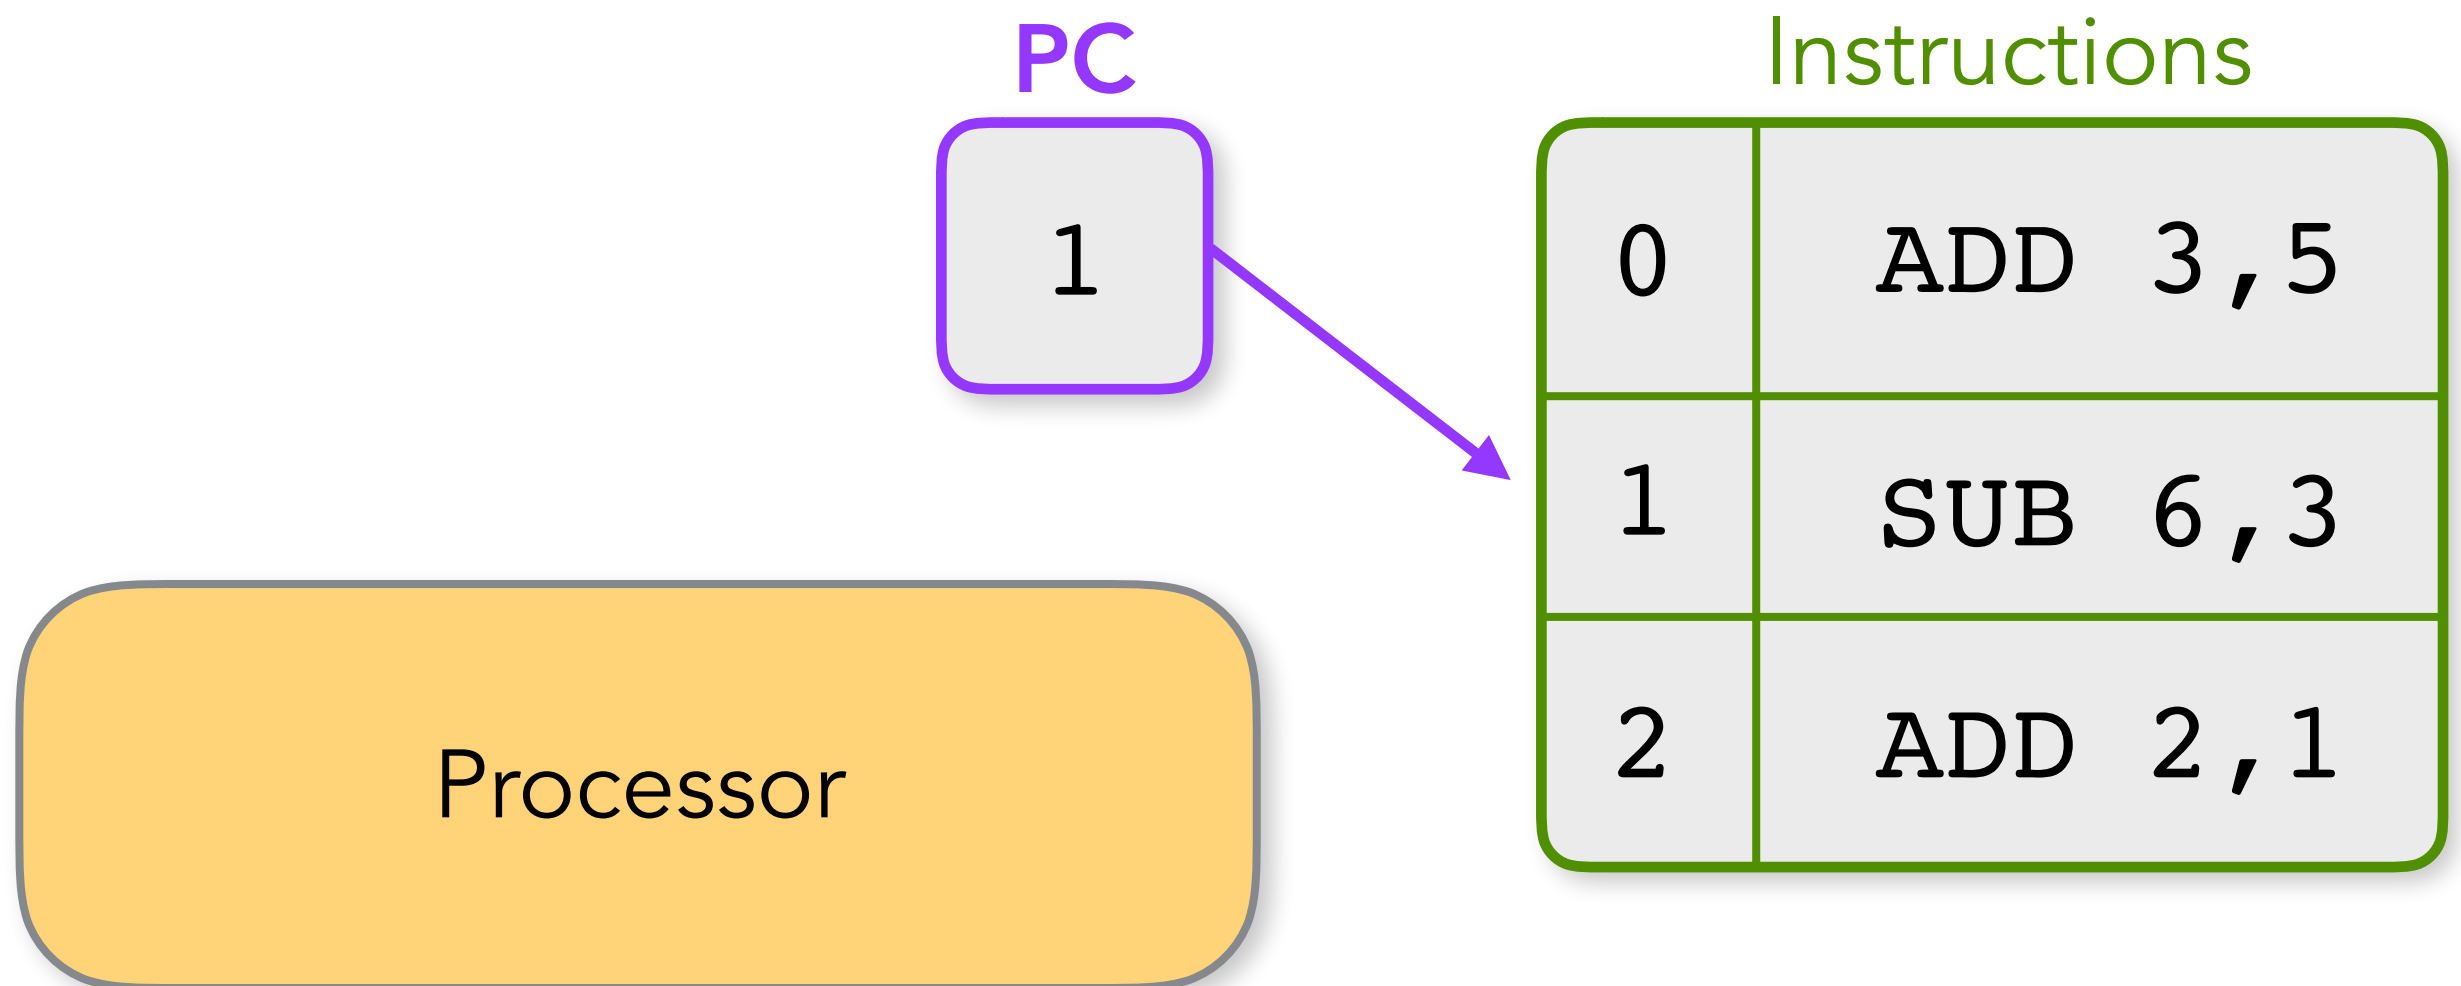 PC
Instructions
1
0 ADD 3,5
1 SUB 6,3
2 ADD 2,1
Processor